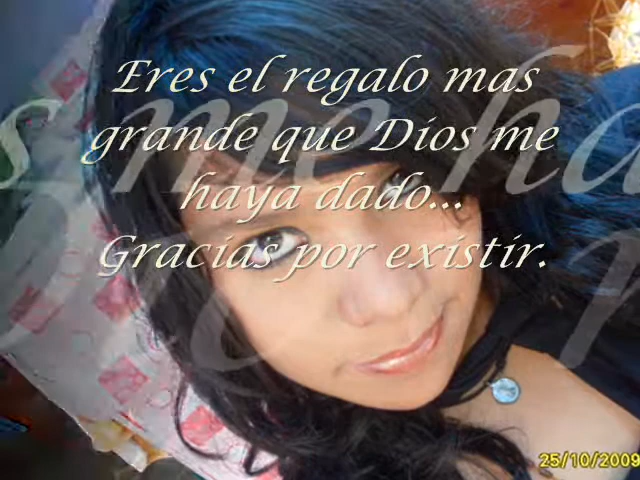 Eres el regalo mas
grande que Dios me
haya dado...
Gracias por existir.
25/10/2009